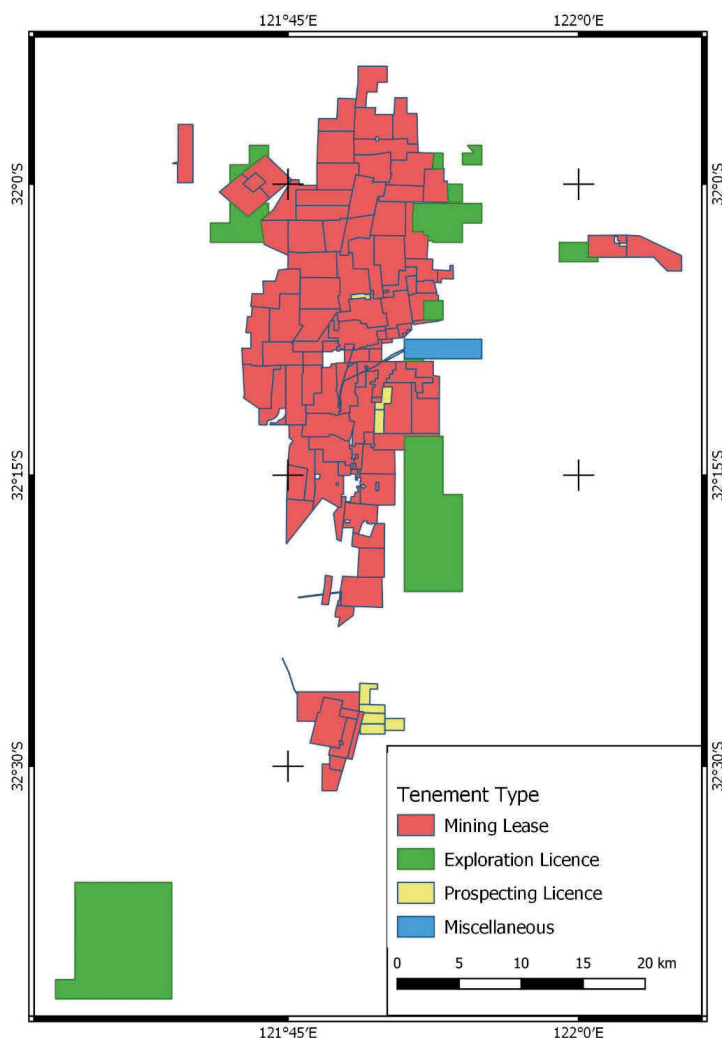 121°45'E 122°0'E
32°0'S 32°0'S
32°15'S 32°15'S
32°30'S 32°30'S
Tenement Type
Mining Lease
Exploration Licence
Prospecting Licence
Miscellaneous
0 5 10 15 20 km
121°45'E 122°0'E